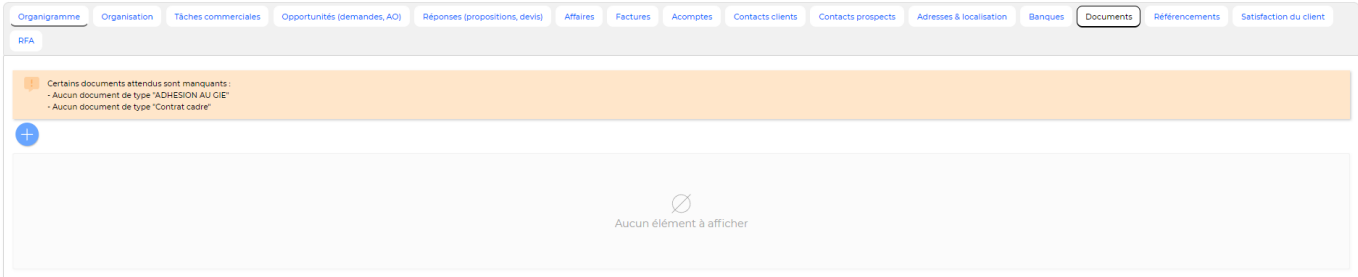 Organigramme Organisation Tâches commerciales Opportunités (demandes, AO) Réponses (propositions, devis) Affaires Factures Acomptes Contacts clients Contacts prospects Adresses & localisation Banques Documents Référencements Satisfaction du client
RFA
Certains documents attendus sont manquants :
- Aucun document de type "ADHESION AU GIE"
- Aucun document de type "Contrat cadre"
Aucun élément à afficher